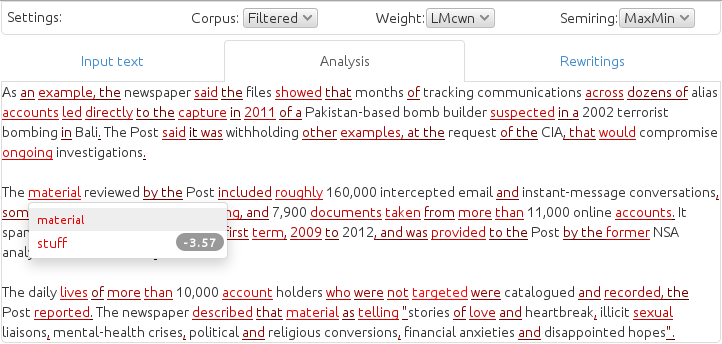 Settings: Corpus: Filtered Weight: LMcwn Semiring: MaxMin
Input text Analysis Rewritings
As an example, the newspaper said the files showed that months of tracking communications across dozens of alias
accounts led directly to the capture in 2011 of a Pakistan-based bomb builder suspected in a 2002 terrorist
bombing in Bali. The Post said it was withholding other examples, at the request of the CIA, that would compromise
ongoing investigations.
The material reviewed by the Post included roughly 160,000 intercepted email and instant-message conversations,
and 7,900 documents taken from more than 11,000 online accounts. It
material
first term, 2009 to 2012, and was provided to the Post by the former NSA
stuff -3.57
The daily lives of more than 10,000 account holders who were not targeted were catalogued and recorded, the
Post reported. The newspaper described that material as telling "stories of love and heartbreak, illicit sexual
liaisons, mental-health crises, political and religious conversions, financial anxieties and disappointed hopes".